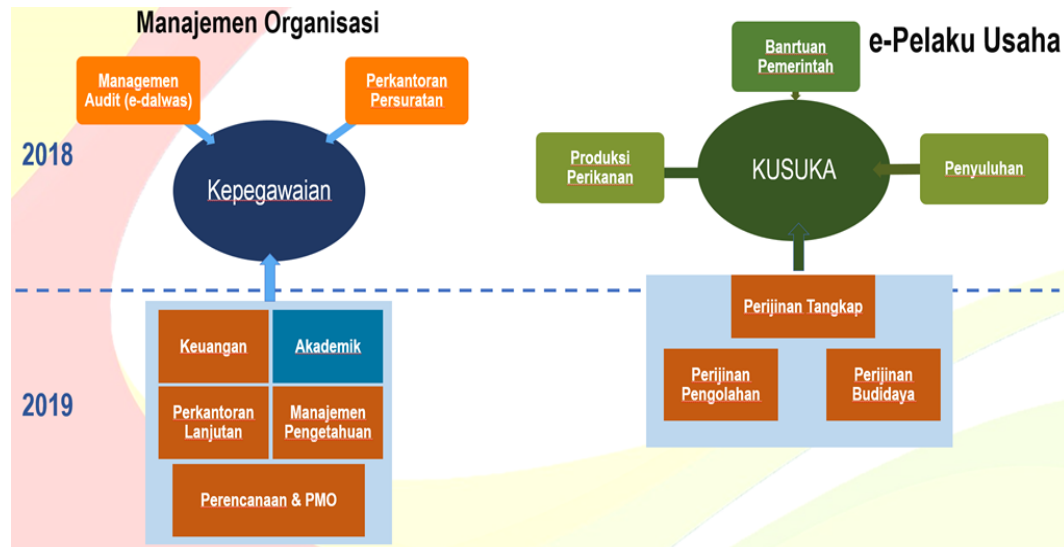 Manajemen Organisasi
e-Pelaku Usaha
Managemen
Audit (e-dalwas)
Perkantoran
Persuratan
Banrtuan
Pemerintah
2018
Kepegawaian
Produksi
Perikanan
KUSUKA
Penyuluhan
2019
Keuangan
Akademik
Perkantoran
Lanjutan
Manajemen
Pengetahuan
Perencanaan & PMO
Perijinan Tangkap
Perijinan
Pengolahan
Perijinan
Budidaya